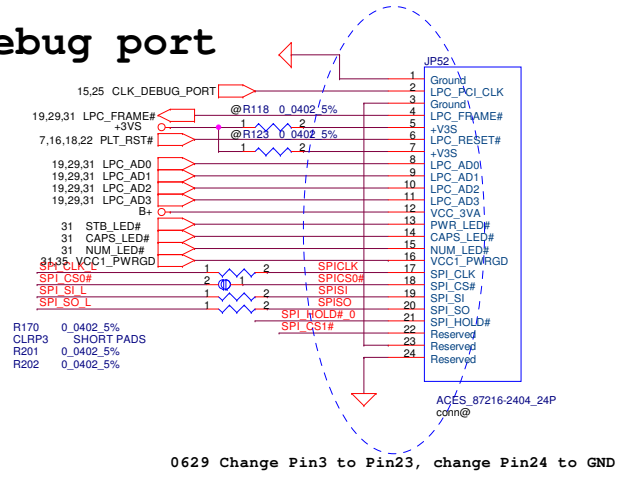 ebug port
JP52
15,25 CLK_DEBUG_PORT
1 Ground
2 LPC_PCI_CLK
3 Ground
19,29,31 LPC_FRAME# @R118 0_0402_5% 4 LPC_FRAME#
+3VS 1 2 5 +V3S
7,16,18,22 PLT_RST# @R123 0_0402_5% 6 LPC_RESET#
1 2 7 +V3S
19,29,31 LPC_AD0 8 LPC_AD0
19,29,31 LPC_AD1 9 LPC_AD1
19,29,31 LPC_AD2 10 LPC_AD2
19,29,31 LPC_AD3 11 LPC_AD3
B+ 12 VCC_3VA
31 STB_LED# 13 PWR_LED#
31 CAPS_LED# 14 CAPS_LED#
31 NUM_LED# 15 NUM_LED#
31,35 VCC1_PWRGD 16 VCC1_PWRGD
SPI_CLK_L 1 2 SPICLK 17 SPI_CLK
SPI_CS0# 2 1 SPICS0# 18 SPI_CS#
SPI_SI_L 1 2 SPISI 19 SPI_SI
SPI_SO_L 1 2 SPISO 20 SPI_SO
SPI_HOLD#_0 21 SPI_HOLD#
SPI_CS1# 22 Reserved
23 Reserved
24 Reserved
R170 0_0402_5%
CLRP3 SHORT PADS
R201 0_0402_5%
R202 0_0402_5%
ACES_87216-2404_24P
conn@
0629 Change Pin3 to Pin23, change Pin24 to GND